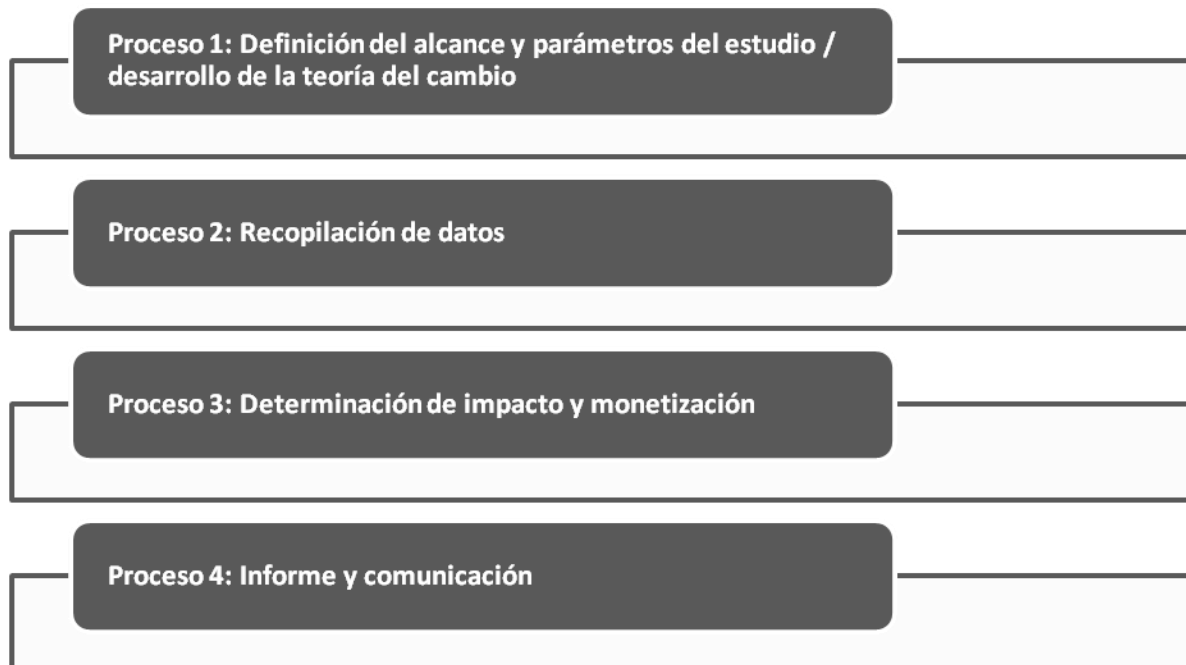 Proceso 1: Definición del alcance y parámetros del estudio /
desarrollo de la teoría del cambio
Proceso 2: Recopilación de datos
Proceso 3: Determinación de impacto y monetización
Proceso 4: Informe y comunicación